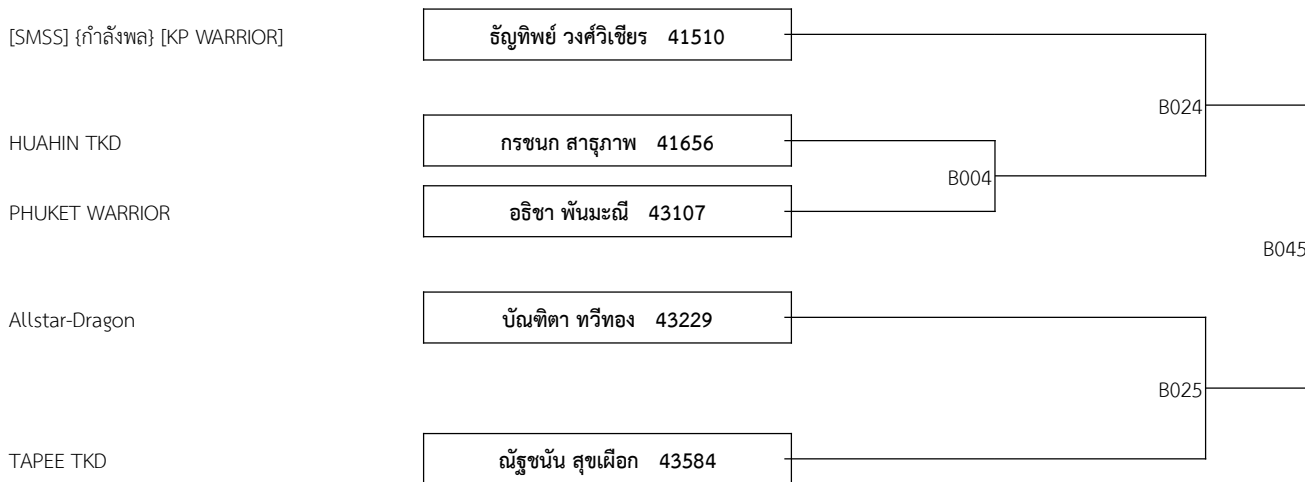 [SMSS] {กำลังพล} [KP WARRIOR] ธัญทิพย์ วงศ์วิเชียร 41510
B024
HUAHIN TKD กรชนก สาธุภาพ 41656
B004
PHUKET WARRIOR อธิชา พันมะณี 43107
B045
Allstar-Dragon บัณฑิตา ทวีทอง 43229
B025
TAPEE TKD ณัฐชนัน สุขเผือก 43584